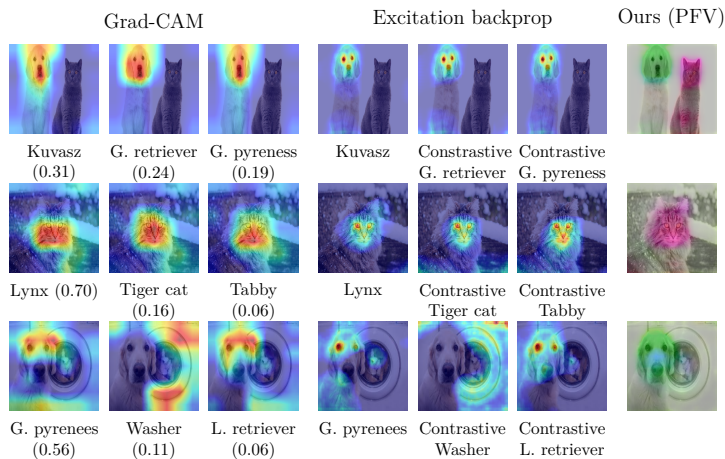 Grad-CAM Excitation backprop Ours (PFV)
Kuvasz G. retriever G. pyreness Kuvasz Constrastive Contrastive
(0.31) (0.24) (0.19) G. retriever G. pyreness
Lynx (0.70) Tiger cat Tabby Lynx Contrastive Contrastive
(0.16) (0.06) Tiger cat Tabby
G. pyrenees Washer L. retriever G. pyrenees Contrastive Contrastive
(0.56) (0.11) (0.06) Washer L. retriever